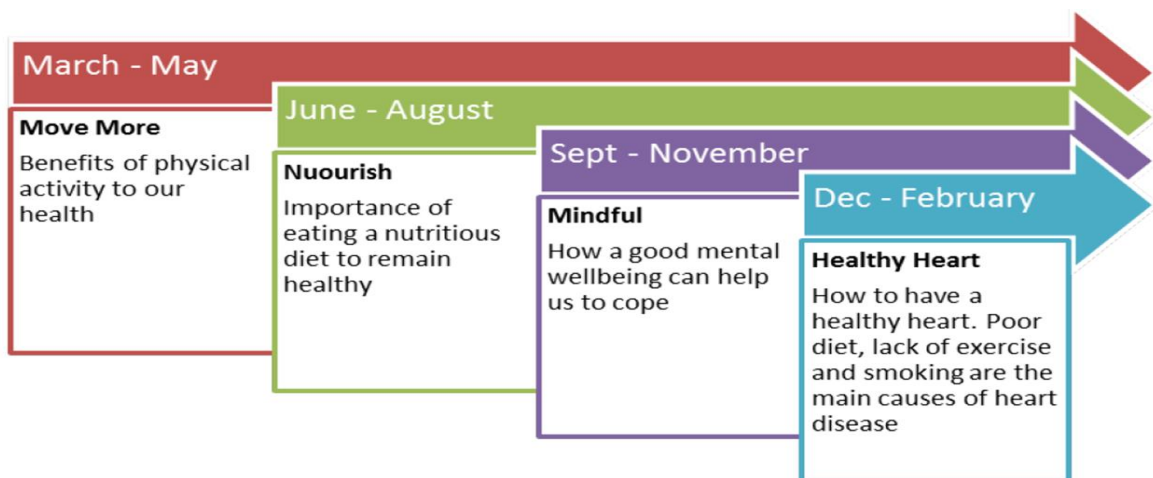 March - May
Move More
Benefits of physical
activity to our
health
June - August
Nuourish
Importance of
eating a nutritious
diet to remain
healthy
Sept - November
Mindful
How a good mental
wellbeing can help
us to cope
Dec - February
Healthy Heart
How to have a
healthy heart. Poor
diet, lack of exercise
and smoking are the
main causes of heart
disease